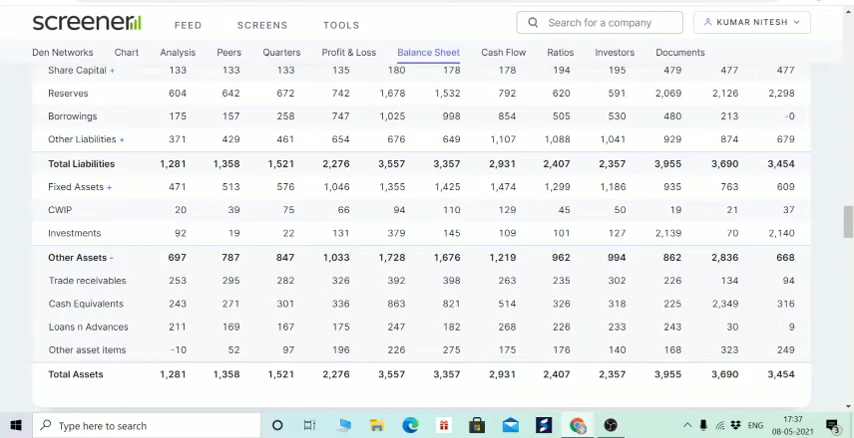 screener
FEED SCREENS TOOLS
Search for a company
KUMAR NITESH
Den Networks Chart Analysis Peers Quarters Profit & Loss Balance Sheet Cash Flow Ratios Investors Documents
Share Capital + 133 133 133 135 180 178 178 194 195 479 477 477
Reserves 604 642 672 742 1,678 1,532 792 620 591 2,069 2,126 2,298
Borrowings 175 157 258 747 1,025 998 854 505 530 480 213 -0
Other Liabilities + 371 429 461 654 676 649 1,107 1,088 1,041 929 874 679
Total Liabilities 1,281 1,358 1,521 2,276 3,557 3,357 2,931 2,407 2,357 3,955 3,690 3,454
Fixed Assets + 471 513 576 1,046 1,355 1,425 1,474 1,299 1,186 935 763 609
CWIP 20 39 75 66 94 110 129 45 50 19 21 37
Investments 92 19 22 131 379 145 109 101 127 2,139 70 2,140
Other Assets - 697 787 847 1,033 1,728 1,676 1,219 962 994 862 2,836 668
Trade receivables 253 295 282 326 392 398 263 235 302 226 134 94
Cash Equivalents 243 271 301 336 863 821 514 326 318 225 2,349 316
Loans n Advances 211 169 167 175 247 182 268 226 233 243 30 9
Other asset items -10 52 97 196 226 275 175 176 140 168 323 249
Total Assets 1,281 1,358 1,521 2,276 3,557 3,357 2,931 2,407 2,357 3,955 3,690 3,454
Type here to search
ENG
17:37
08-05-2021
3